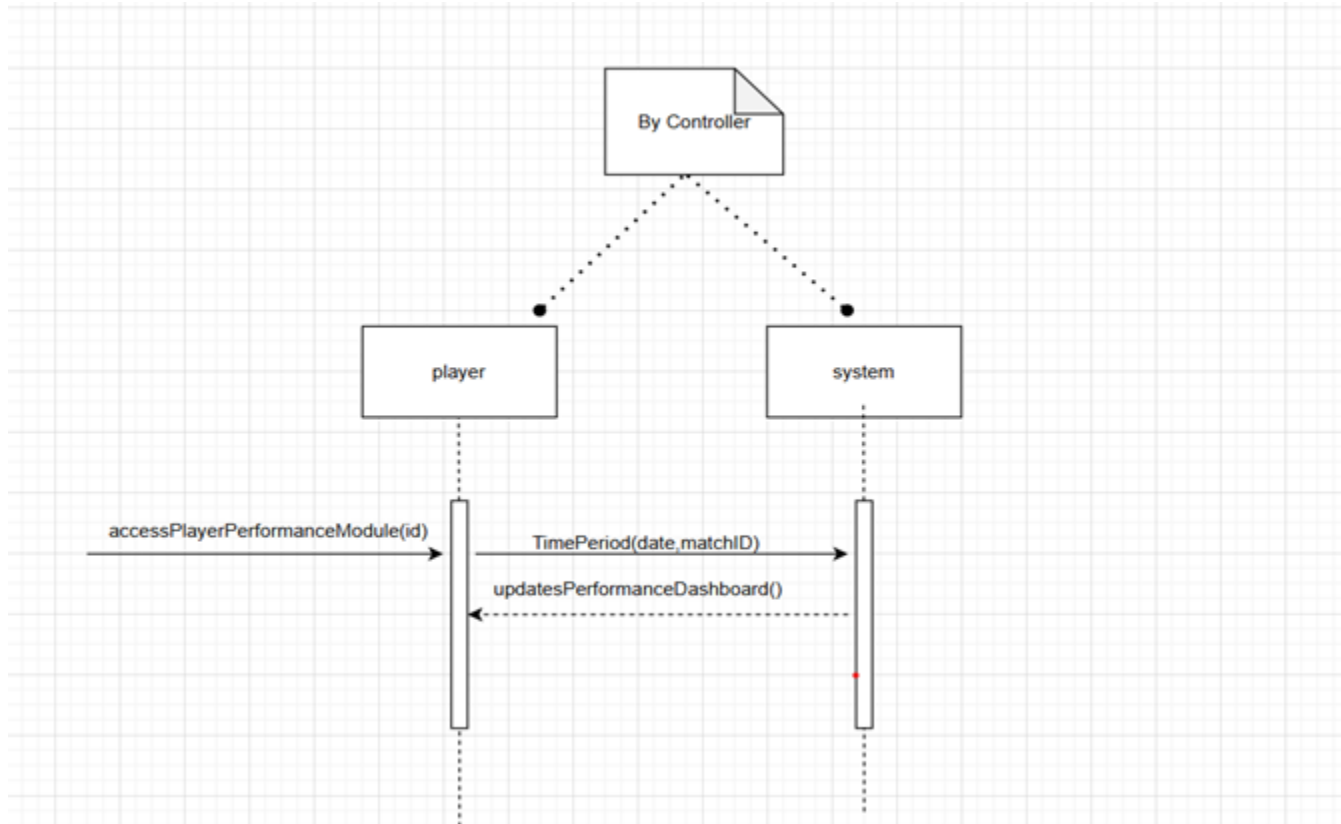 By Controller
player
system
accessPlayerPerformanceModule(id)
TimePeriod(date,matchID)
updatesPerformanceDashboard()